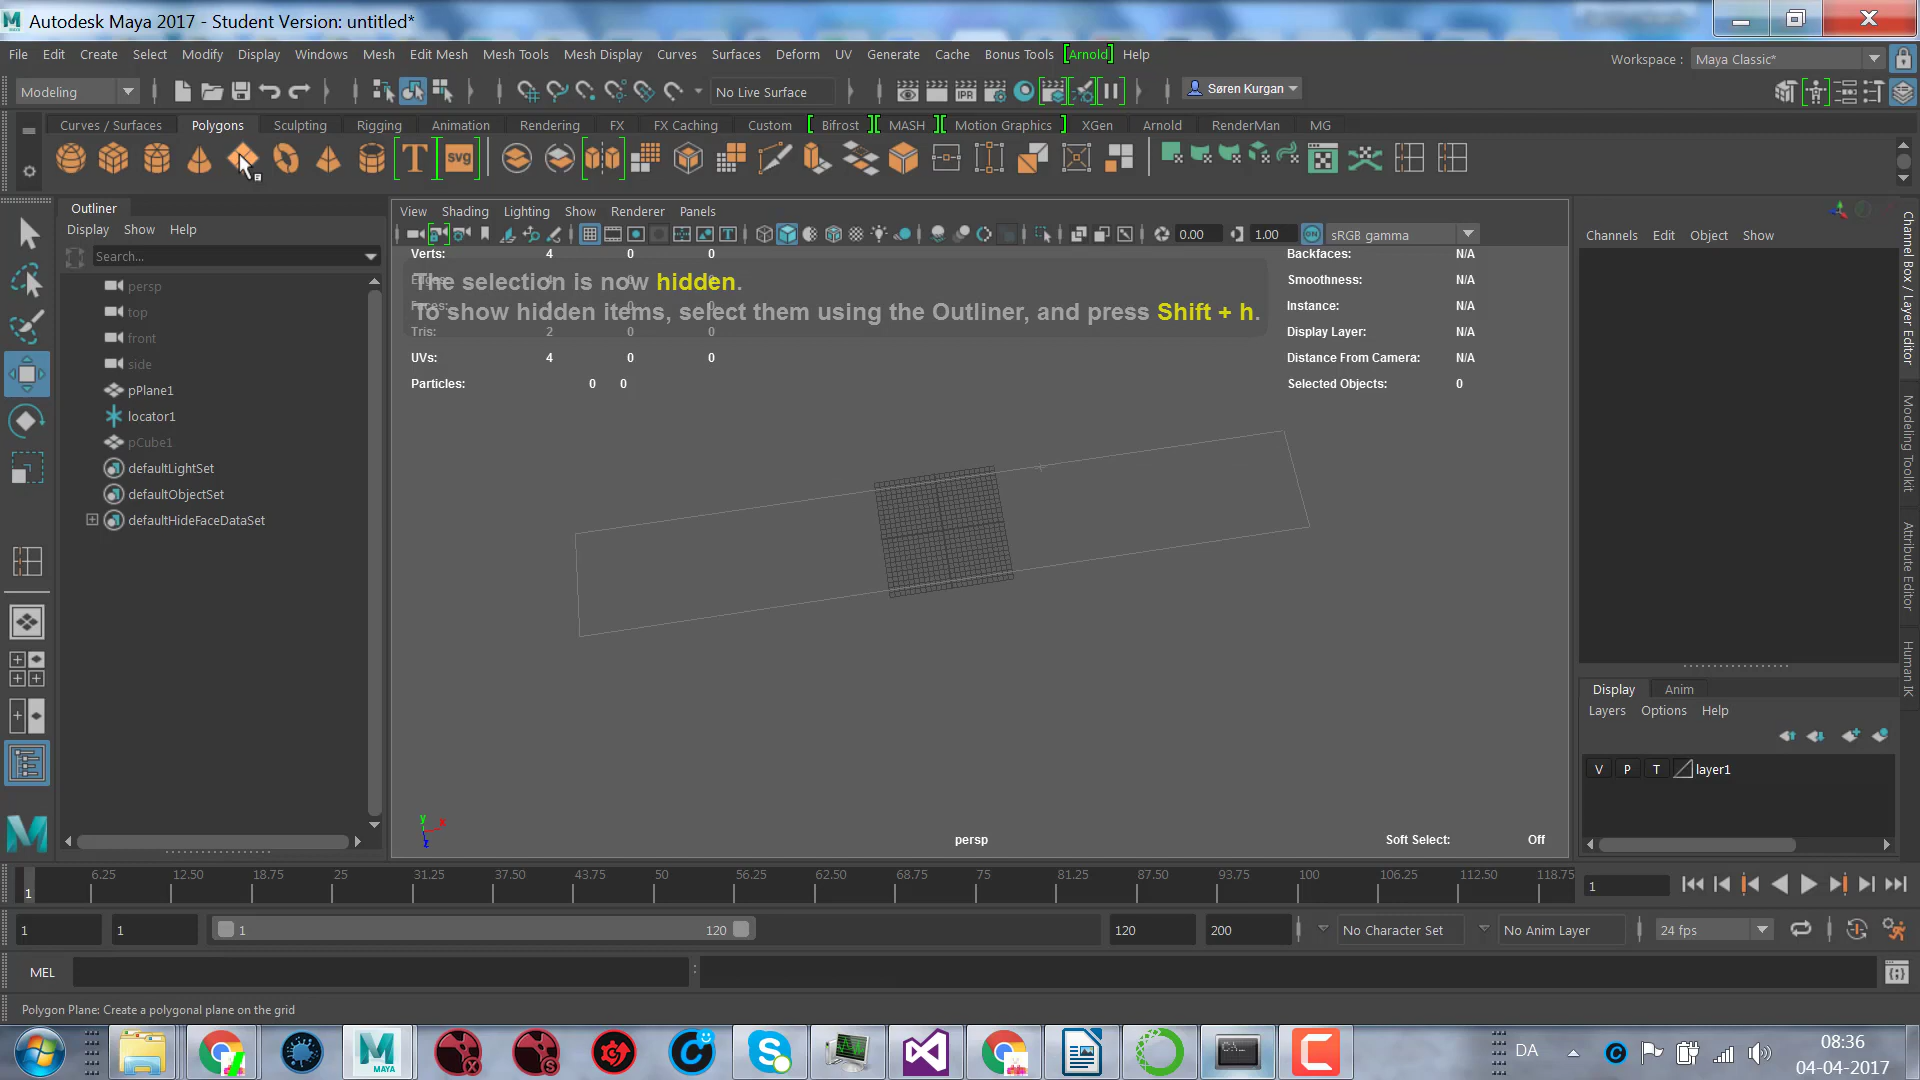 Autodesk Maya 2017 - Student Version: untitled*
File Edit Create Select Modify Display Windows Mesh Edit Mesh Mesh Tools Mesh Display Curves Surfaces Deform UV Generate Cache Bonus Tools [Arnold] Help
Workspace : Maya Classic*
Modeling
No Live Surface
IPR
Søren Kurgan
Curves / Surfaces Polygons Sculpting Rigging Animation Rendering FX FX Caching Custom Bifrost MASH Motion Graphics XGen Arnold RenderMan MG
T SVG
Outliner
Display Show Help
Search...
persp
top
front
side
pPlane1
locator1
pCube1
defaultLightSet
defaultObjectSet
defaultHideFaceDataSet
View Shading Lighting Show Renderer Panels
0.00 1.00 ON sRGB gamma
Verts: 4 0 0
The selection is now hidden.
To show hidden items, select them using the Outliner, and press Shift + h.
Tris: 2 0 0
UVs: 4 0 0
Particles: 0 0
Backfaces: N/A
Smoothness: N/A
Instance: N/A
Display Layer: N/A
Distance From Camera: N/A
Selected Objects: 0
y x z
persp
Soft Select: Off
Channels Edit Object Show
Channel Box / Layer Editor
Modeling Toolkit
Attribute Editor
Human IK
Display Anim
Layers Options Help
V P T layer1
1 6.25 12.50 18.75 25 31.25 37.50 43.75 50 56.25 62.50 68.75 75 81.25 87.50 93.75 100 106.25 112.50 118.75
1
1 1 1 120 120 200 No Character Set No Anim Layer 24 fps
MEL
Polygon Plane: Create a polygonal plane on the grid
MAYA
DA
08:36
04-04-2017